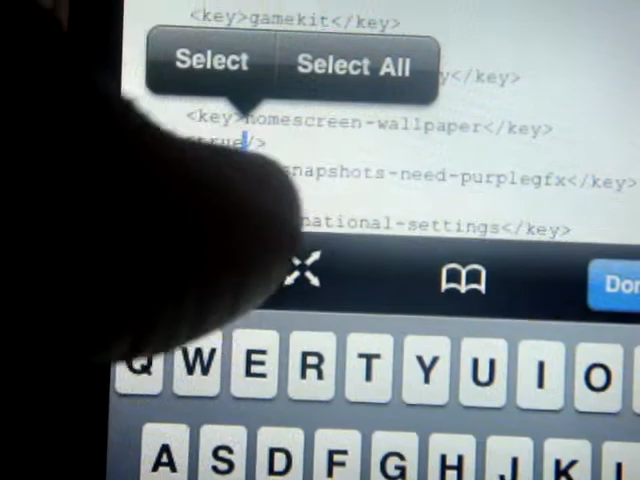 <key>gamekit</key>
Select Select All
y</key>
<key>homescreen-wallpaper</key>
true/>
snapshots-need-purplegfx</key>
national-settings</key>
Don
Q W E R T Y U I O
A S D F G H J K L